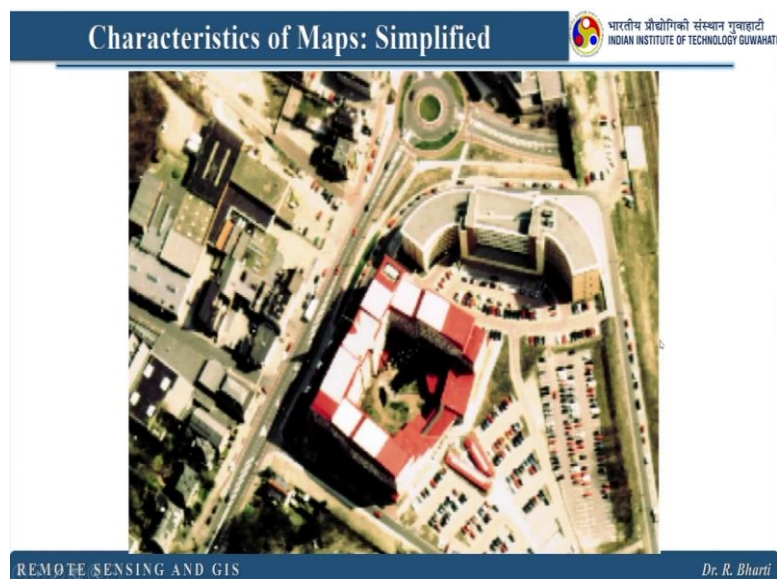 Characteristics of Maps: Simplified
भारतीय प्रौद्योगिकी संस्थान गुवाहाटी
INDIAN INSTITUTE OF TECHNOLOGY GUWAHATI
REMOTE SENSING AND GIS
Dr. R. Bharti